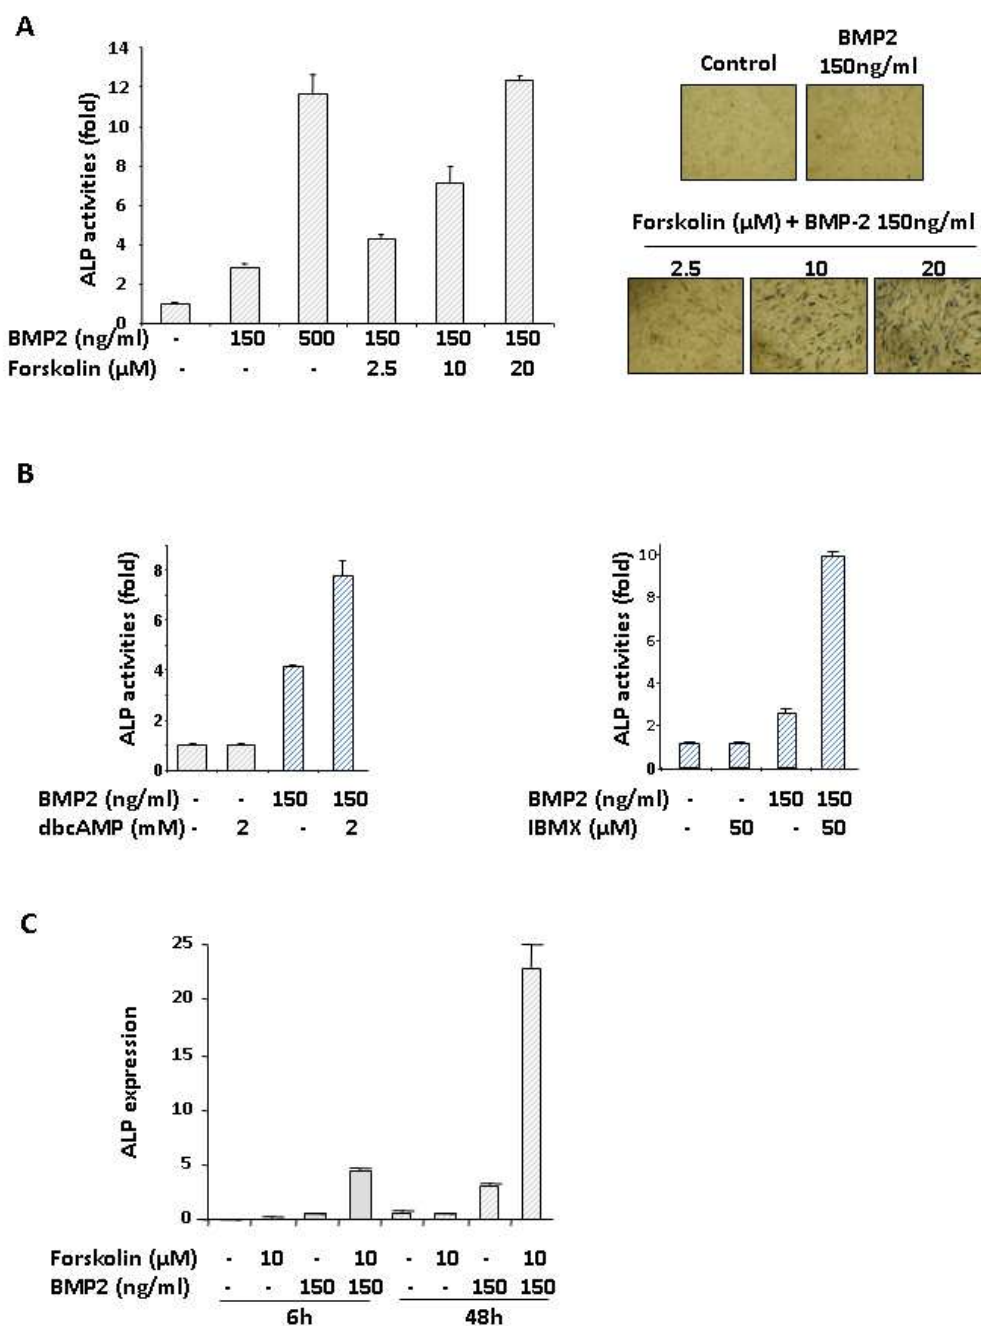 A
14
12
10
8
6
4
2
0
ALP activities (fold)
BMP2 (ng/ml) - 150 500 150 150 150
Forskolin (µM) - - - 2.5 10 20
Control
BMP2
150ng/ml
Forskolin (µM) + BMP-2 150ng/ml
2.5 10 20
B
8
6
4
2
0
ALP activities (fold)
BMP2 (ng/ml) - - 150 150
dbcAMP (mM) - 2 - 2
10
8
6
4
2
0
ALP activities (fold)
BMP2 (ng/ml) - - 150 150
IBMX (µM) - 50 - 50
C
25
20
15
10
5
0
ALP expression
Forskolin (µM) - 10 - 10 - 10 - 10
BMP2 (ng/ml) - - 150 150 - - 150 150
6h 48h